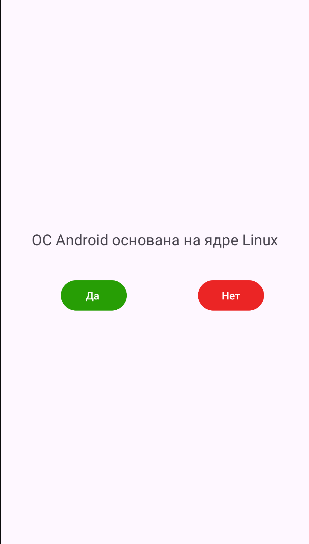 ОС Android основана на ядре Linux
Да
Нет